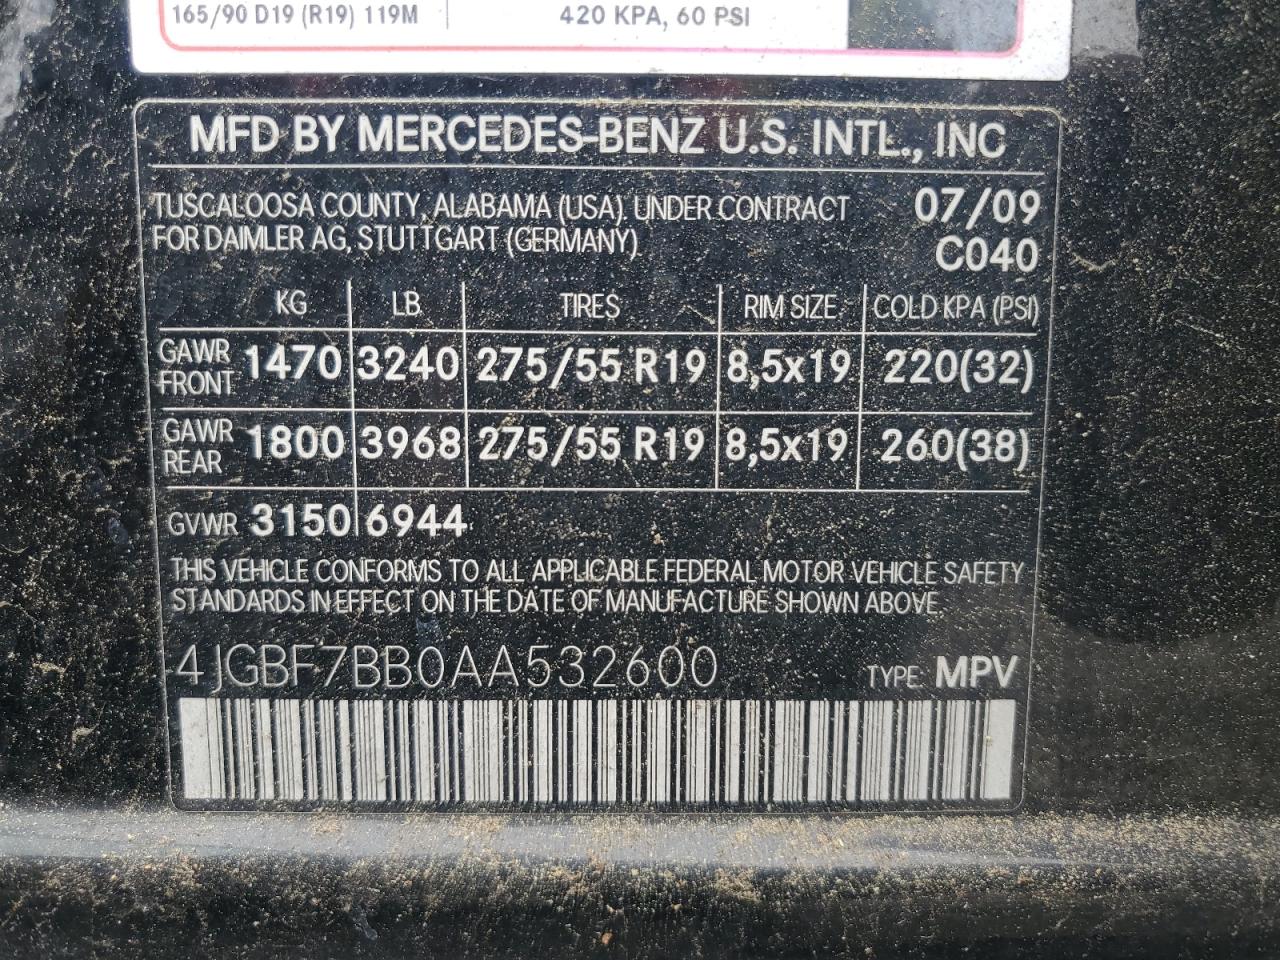 165/90 D19 (R19) 119M 420 KPA, 60 PSI
MFD BY MERCEDES-BENZ U.S. INTL., INC
TUSCALOOSA COUNTY, ALABAMA (USA). UNDER CONTRACT 07/09
FOR DAIMLER AG, STUTTGART (GERMANY) C040
KG LB TIRES RIM SIZE COLD KPA (PSI)
GAWR FRONT 1470 3240 275/55 R19 8,5x19 220(32)
GAWR REAR 1800 3968 275/55 R19 8,5x19 260(38)
GVWR 3150 6944
THIS VEHICLE CONFORMS TO ALL APPLICABLE FEDERAL MOTOR VEHICLE SAFETY
STANDARDS IN EFFECT ON THE DATE OF MANUFACTURE SHOWN ABOVE.
4JGBF7BB0AA532600 TYPE: MPV